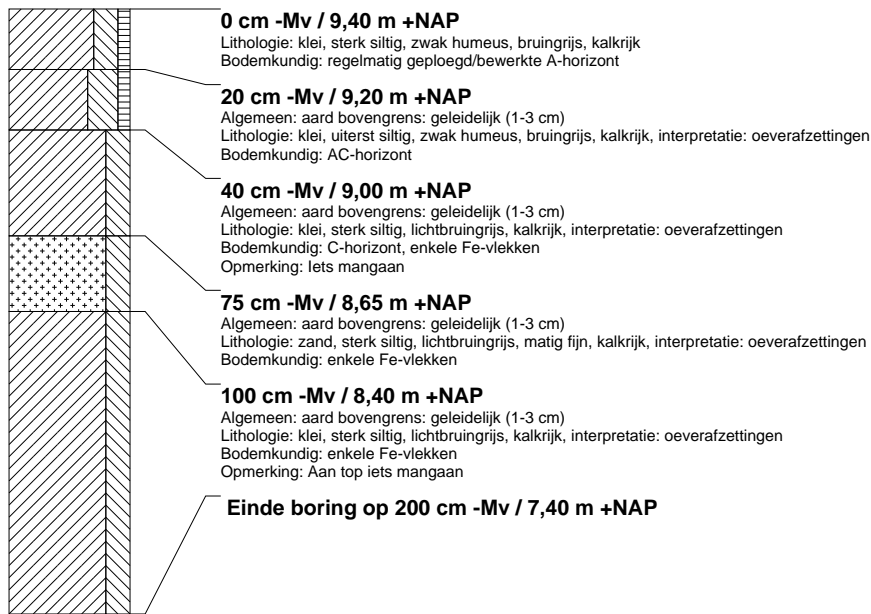 0 cm -Mv / 9,40 m +NAP
Lithologie: klei, sterk siltig, zwak humeus, bruingrijs, kalkrijk
Bodemkundig: regelmatig geploegd/bewerkte A-horizont
20 cm -Mv / 9,20 m +NAP
Algemeen: aard bovengrens: geleidelijk (1-3 cm)
Lithologie: klei, uiterst siltig, zwak humeus, bruingrijs, kalkrijk, interpretatie: oeverafzettingen
Bodemkundig: AC-horizont
40 cm -Mv / 9,00 m +NAP
Algemeen: aard bovengrens: geleidelijk (1-3 cm)
Lithologie: klei, sterk siltig, lichtbruingrijs, kalkrijk, interpretatie: oeverafzettingen
Bodemkundig: C-horizont, enkele Fe-vlekken
Opmerking: Iets mangaan
75 cm -Mv / 8,65 m +NAP
Algemeen: aard bovengrens: geleidelijk (1-3 cm)
Lithologie: zand, sterk siltig, lichtbruingrijs, matig fijn, kalkrijk, interpretatie: oeverafzettingen
Bodemkundig: enkele Fe-vlekken
100 cm -Mv / 8,40 m +NAP
Algemeen: aard bovengrens: geleidelijk (1-3 cm)
Lithologie: klei, sterk siltig, lichtbruingrijs, kalkrijk, interpretatie: oeverafzettingen
Bodemkundig: enkele Fe-vlekken
Opmerking: Aan top iets mangaan
Einde boring op 200 cm -Mv / 7,40 m +NAP